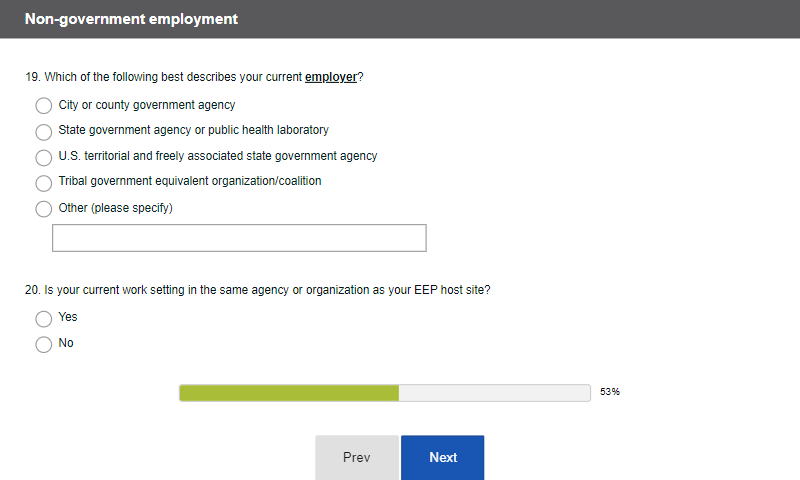 Non-government employment
19. Which of the following best describes your current employer?
City or county government agency
State government agency or public health laboratory
U.S. territorial and freely associated state government agency
Tribal government equivalent organization/coalition
Other (please specify)
20. Is your current work setting in the same agency or organization as your EEP host site?
Yes
No
53%
Prev
Next